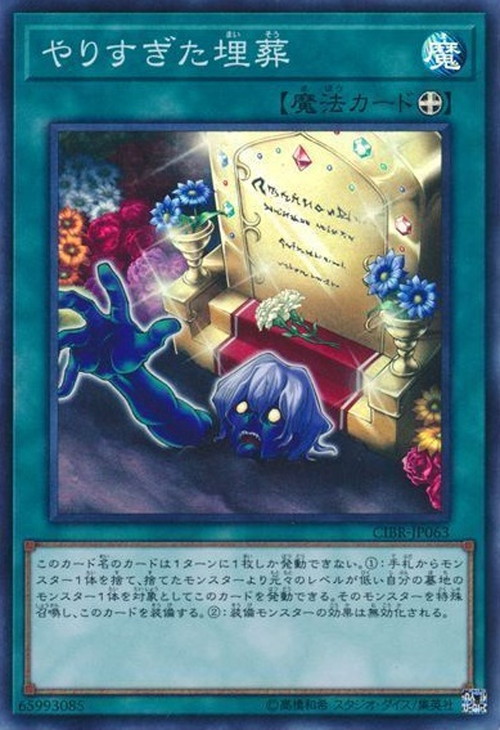 やりすぎた埋葬
魔
【魔法カード】
CIBR-JP063
このカード名のカードは1ターンに1枚しか発動できない。①:手札からモン
スター1体を捨て、捨てたモンスターより元々のレベルが低い自分の墓地の
モンスター1体を対象としてこのカードを発動できる。そのモンスターを特殊
召喚し、このカードを装備する。②:装備モンスターの効果は無効化される。
65993085
©高橋和希 スタジオ・ダイス/集英社